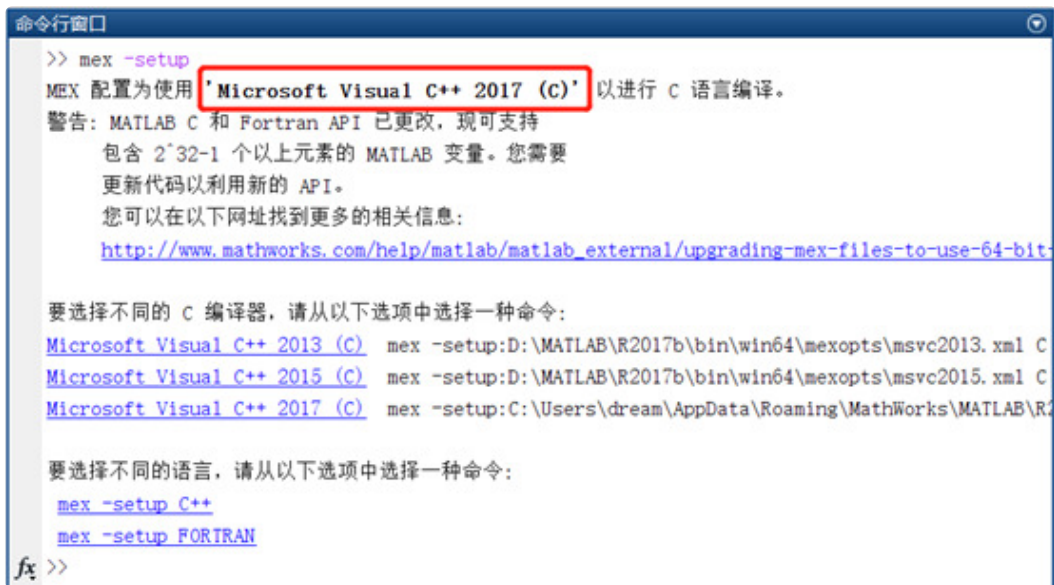 命令行窗口
>> mex -setup
MEX 配置为使用 'Microsoft Visual C++ 2017 (C)' 以进行 C 语言编译。
警告: MATLAB C 和 Fortran API 已更改，现可支持
包含 2^32-1 个以上元素的 MATLAB 变量。您需要
更新代码以利用新的 API。
您可以在以下网址找到更多的相关信息:
http://www.mathworks.com/help/matlab/matlab_external/upgrading-mex-files-to-use-64-bit-
要选择不同的 C 编译器，请从以下选项中选择一种命令:
Microsoft Visual C++ 2013 (C) mex -setup:D:\MATLAB\R2017b\bin\win64\mexopts\msvc2013.xml C
Microsoft Visual C++ 2015 (C) mex -setup:D:\MATLAB\R2017b\bin\win64\mexopts\msvc2015.xml C
Microsoft Visual C++ 2017 (C) mex -setup:C:\Users\dream\AppData\Roaming\MathWorks\MATLAB\R2
要选择不同的语言，请从以下选项中选择一种命令:
mex -setup C++
mex -setup FORTRAN
fx >>